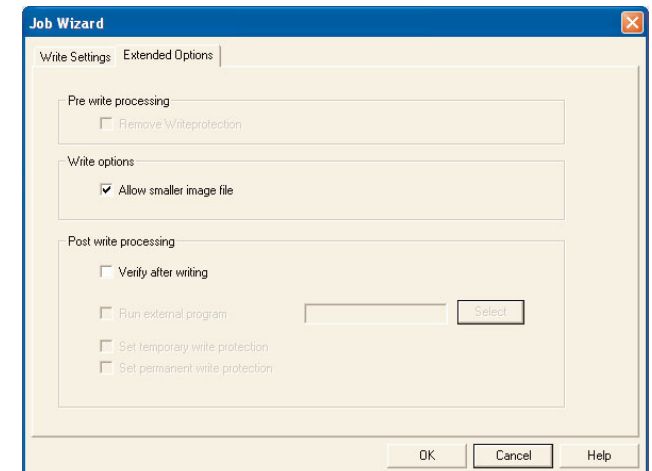 Job Wizard
Write Settings Extended Options
Pre write processing
Remove Writeprotection
Write options
Allow smaller image file
Post write processing
Verify after writing
Run external program Select
Set temporary write protection
Set permanent write protection
OK Cancel Help